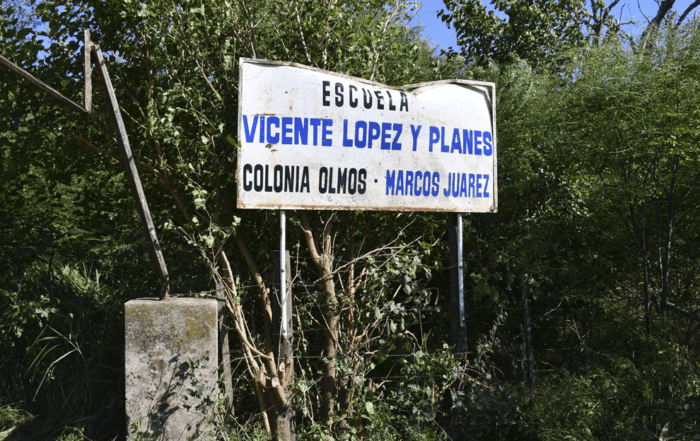 ESCUELA
VICENTE LOPEZ Y PLANES
COLONIA OLMOS · MARCOS JUAREZ